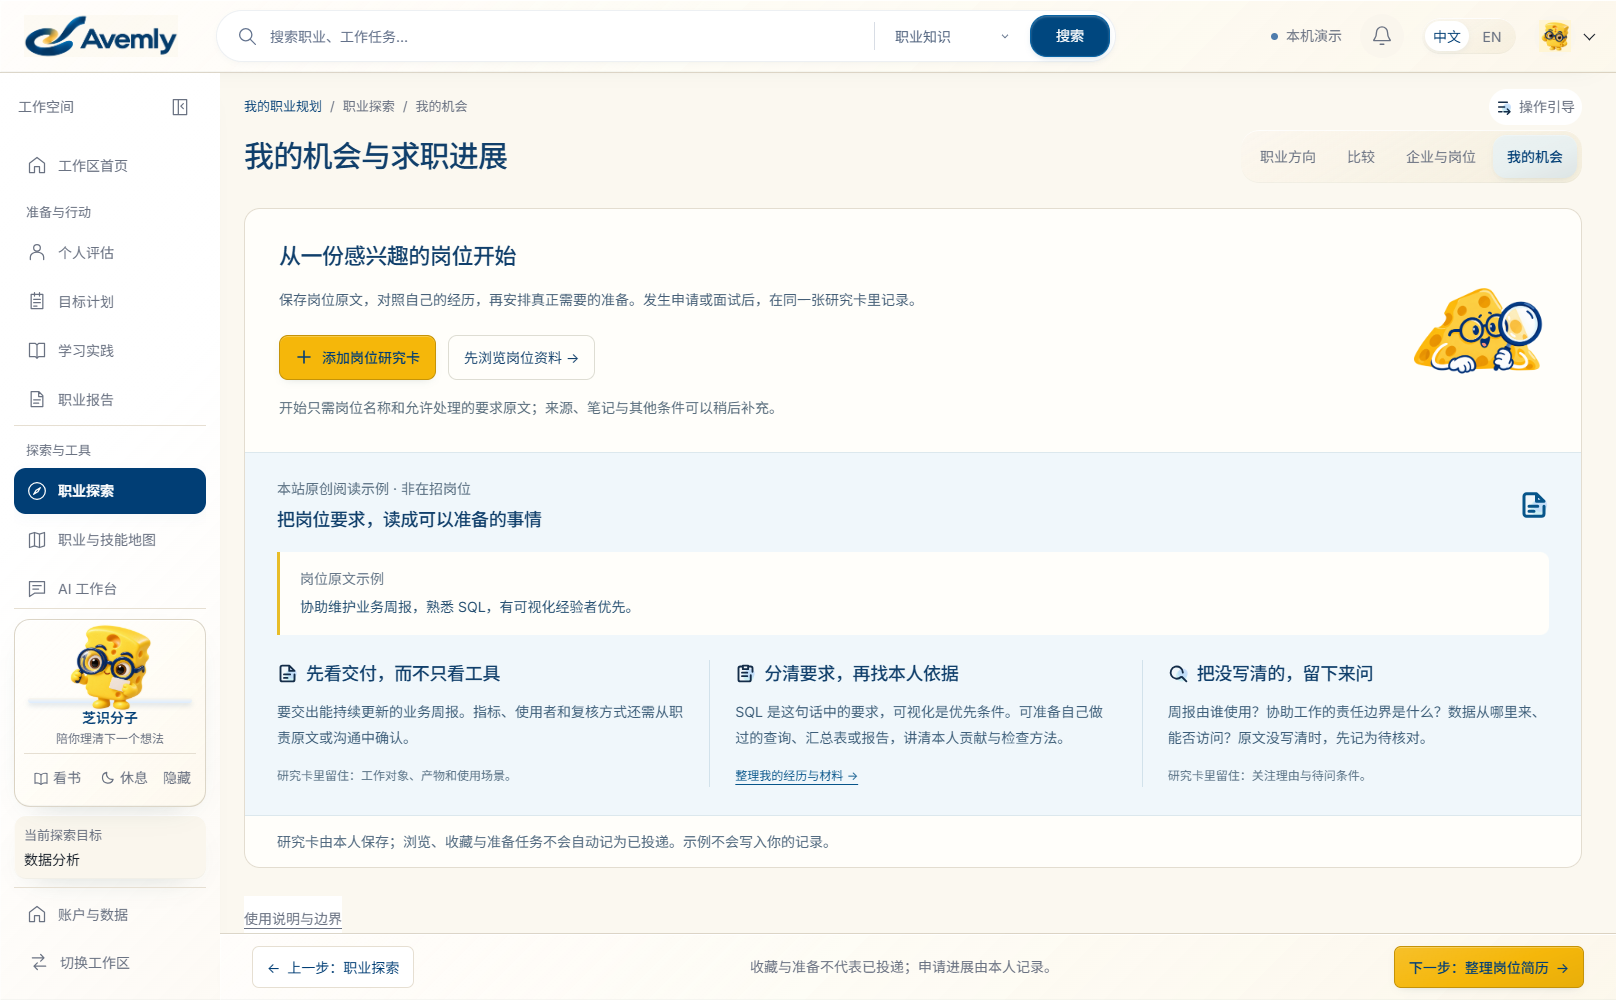 Avemly
搜索职业、工作任务...
职业知识
搜索
本机演示
中文 EN
工作空间
工作区首页
准备与行动
个人评估
目标计划
学习实践
职业报告
探索与工具
职业探索
职业与技能地图
AI 工作台
芝识分子
陪你理清下一个想法
看书 休息 隐藏
当前探索目标
数据分析
账户与数据
切换工作区
我的职业规划 / 职业探索 / 我的机会
操作引导
我的机会与求职进展
职业方向 比较 企业与岗位 我的机会
从一份感兴趣的岗位开始
保存岗位原文，对照自己的经历，再安排真正需要的准备。发生申请或面试后，在同一张研究卡里记录。
添加岗位研究卡
先浏览岗位资料 →
开始只需岗位名称和允许处理的要求原文；来源、笔记与其他条件可以稍后补充。
本站原创阅读示例 · 非在招岗位
把岗位要求，读成可以准备的事情
岗位原文示例
协助维护业务周报，熟悉 SQL，有可视化经验者优先。
先看交付，而不只看工具
要交出能持续更新的业务周报。指标、使用者和复核方式还需从职
责原文或沟通中确认。
研究卡里留住：工作对象、产物和使用场景。
分清要求，再找本人依据
SQL 是这句话中的要求，可视化是优先条件。可准备自己做
过的查询、汇总表或报告，讲清本人贡献与检查方法。
整理我的经历与材料 →
把没写清的，留下来问
周报由谁使用？协助工作的责任边界是什么？数据从哪里来、
能否访问？原文没写清时，先记为待核对。
研究卡里留住：关注理由与待问条件。
研究卡由本人保存；浏览、收藏与准备任务不会自动记为已投递。示例不会写入你的记录。
使用说明与边界
← 上一步：职业探索
收藏与准备不代表已投递；申请进展由本人记录。
下一步：整理岗位简历 →